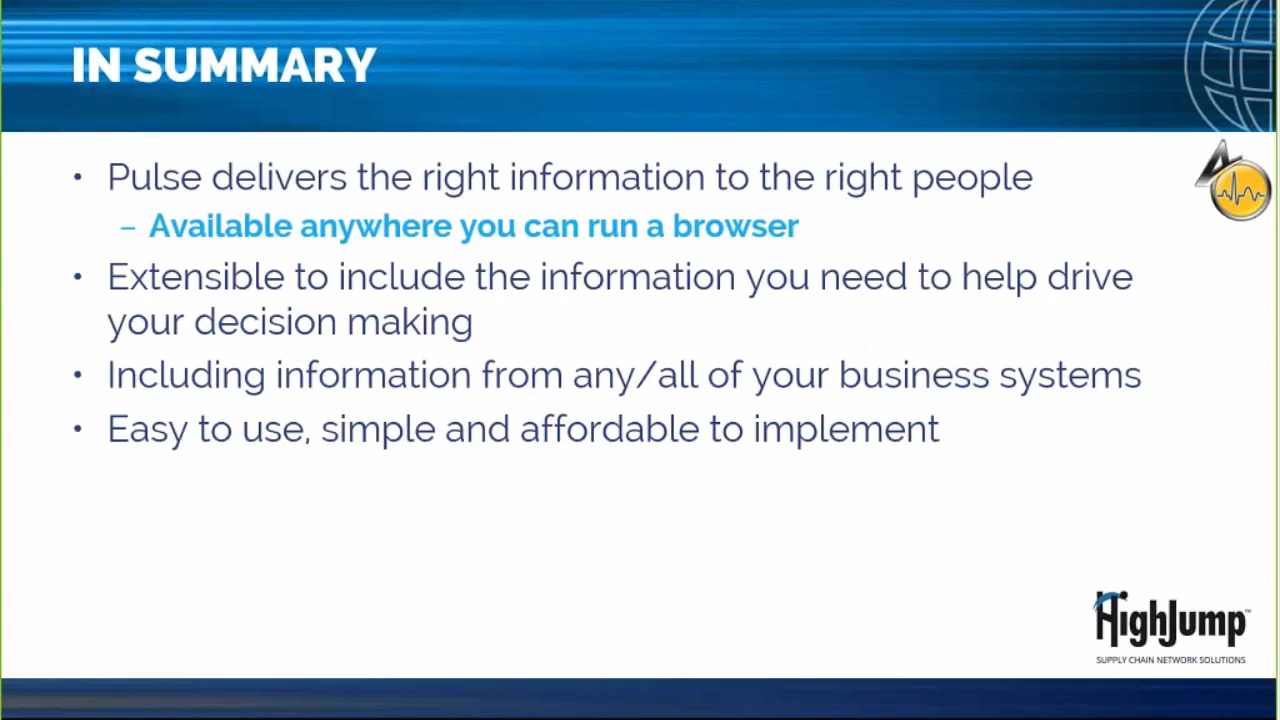 IN SUMMARY
• Pulse delivers the right information to the right people
– Available anywhere you can run a browser
• Extensible to include the information you need to help drive
your decision making
• Including information from any/all of your business systems
• Easy to use, simple and affordable to implement
HighJump™
SUPPLY CHAIN NETWORK SOLUTIONS